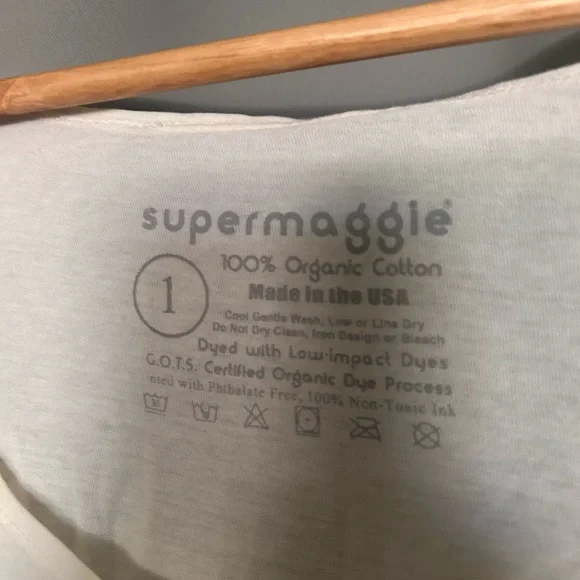 supermaggie®
100% Organic Cotton
1
Made in the USA
Cool Gentle Wash, Low or Line Dry
Do Not Dry Clean, Iron Design or Bleach
Dyed with Low-Impact Dyes
G.O.T.S. Certified Organic Dye Process
with Phthalate Free, 100% Non-Toxic Ink